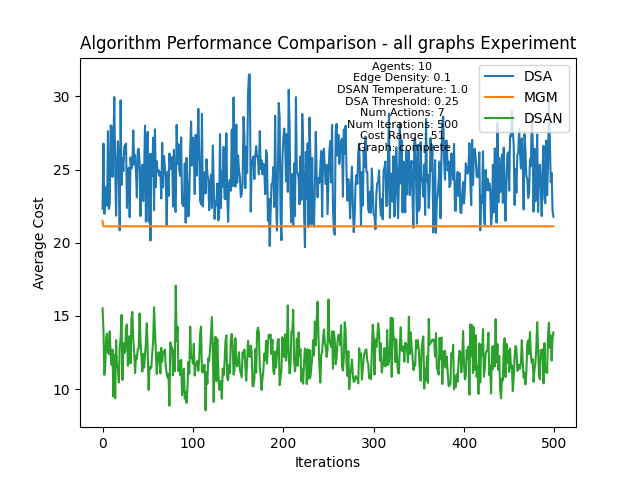 Algorithm Performance Comparison - all graphs Experiment
Agents: 10
Edge Density: 0.1
DSAN Temperature: 1.0
DSA Threshold: 0.25
Num Actions: 7
Num Iterations: 500
Cost Range: 51
Graph: complete
DSA
MGM
DSAN
Average Cost
30
25
20
15
10
0
100
200
300
400
500
Iterations